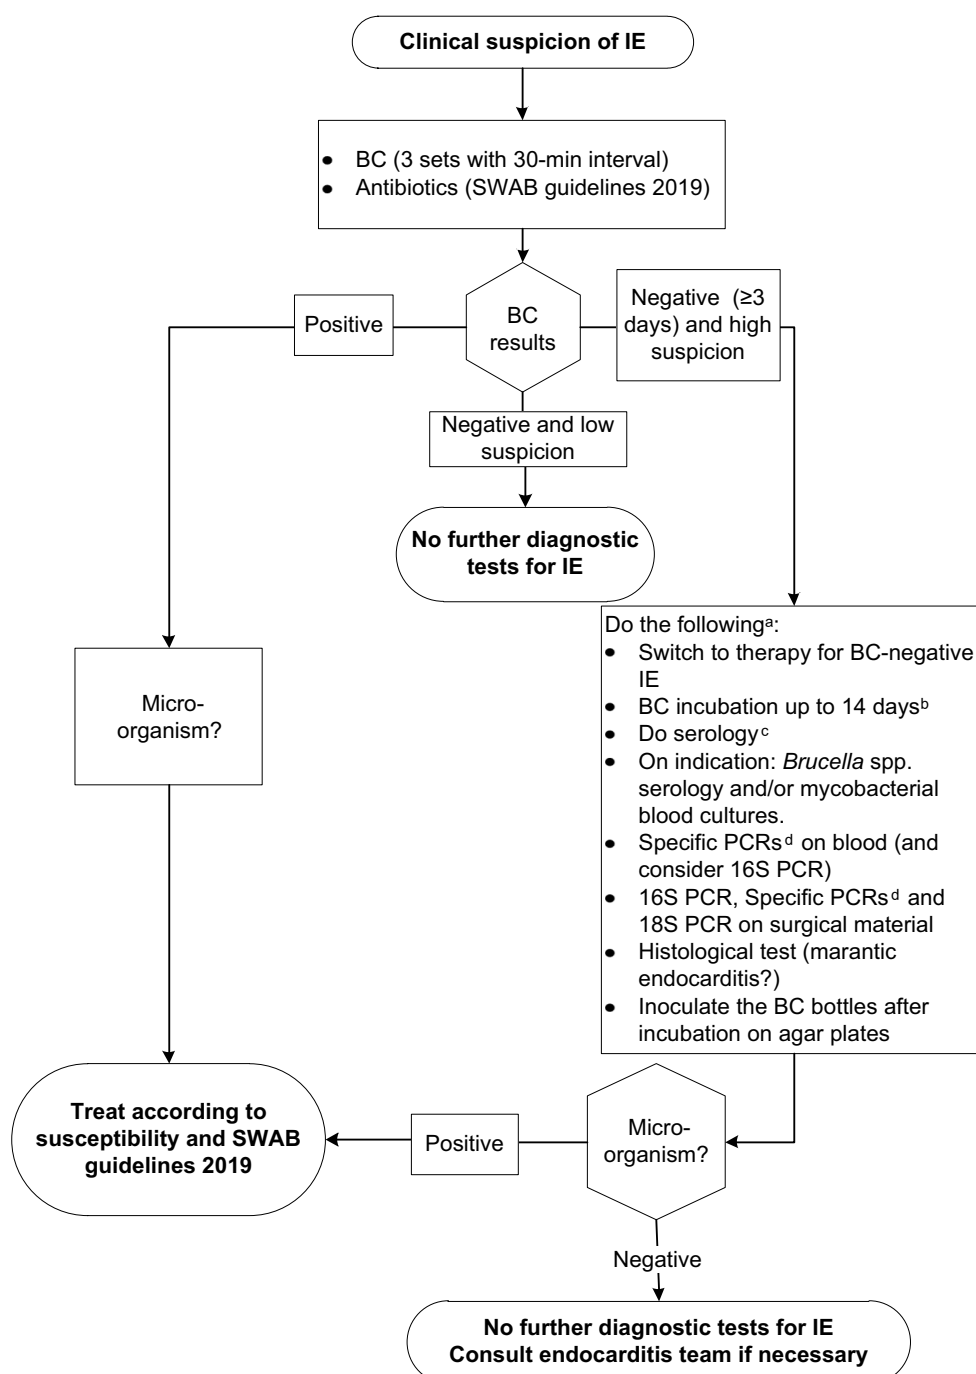 Clinical suspicion of IE
• BC (3 sets with 30-min interval)
• Antibiotics (SWAB guidelines 2019)
Positive
BC
results
Negative (≥3
days) and high
suspicion
Negative and low
suspicion
No further diagnostic
tests for IE
Micro-
organism?
Do the followingᵃ:
• Switch to therapy for BC-negative
IE
• BC incubation up to 14 daysᵇ
• Do serologyᶜ
• On indication: Brucella spp.
serology and/or mycobacterial
blood cultures.
• Specific PCRsᵈ on blood (and
consider 16S PCR)
• 16S PCR, Specific PCRsᵈ and
18S PCR on surgical material
• Histological test (marantic
endocarditis?)
• Inoculate the BC bottles after
incubation on agar plates
Treat according to
susceptibility and SWAB
guidelines 2019
Positive
Micro-
organism?
Negative
No further diagnostic tests for IE
Consult endocarditis team if necessary